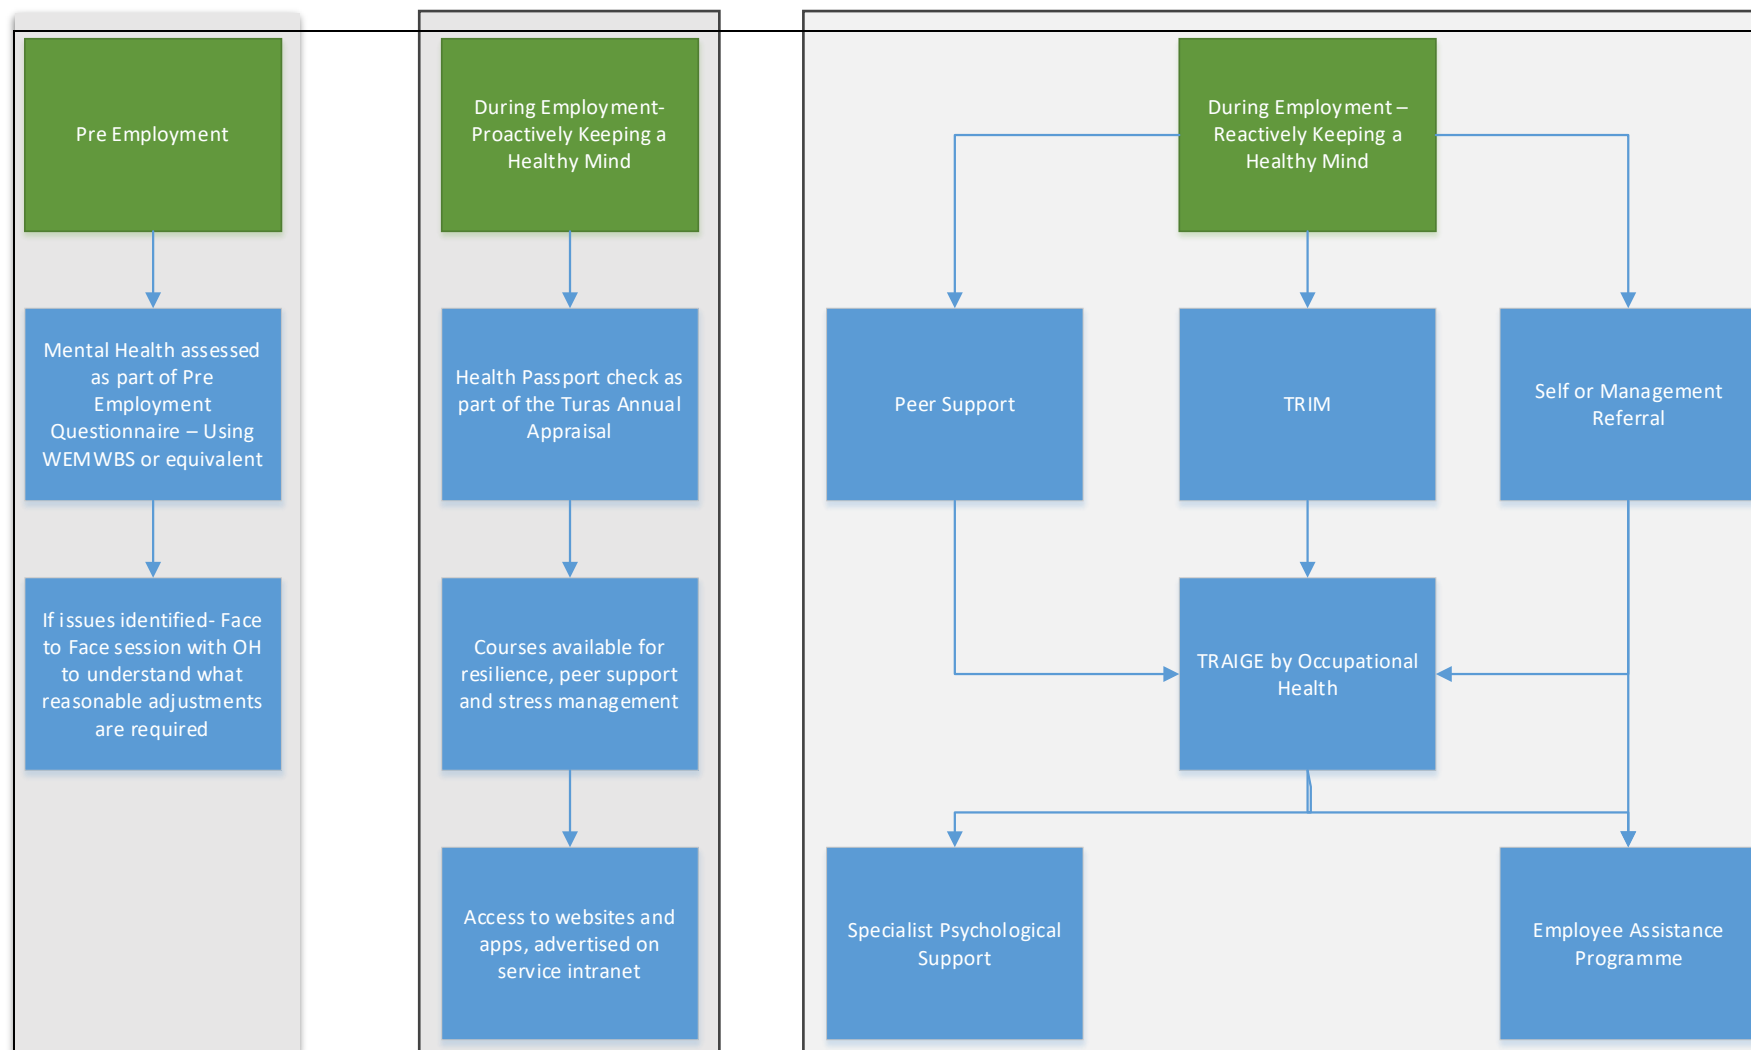 Pre Employment
Mental Health assessed
as part of Pre
Employment
Questionnaire – Using
WEMWBS or equivalent
If issues identified- Face
to Face session with OH
to understand what
reasonable adjustments
are required
During Employment-
Proactively Keeping a
Healthy Mind
Health Passport check as
part of the Turas Annual
Appraisal
Courses available for
resilience, peer support
and stress management
Access to websites and
apps, advertised on
service intranet
During Employment –
Reactively Keeping a
Healthy Mind
Peer Support
TRIM
Self or Management
Referral
TRAIGE by Occupational
Health
Specialist Psychological
Support
Employee Assistance
Programme